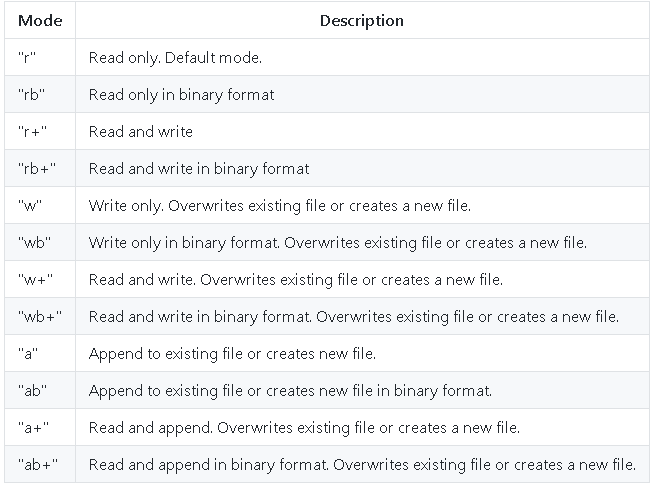 Mode Description
"r" Read only. Default mode.
"rb" Read only in binary format
"r+" Read and write
"rb+" Read and write in binary format
"w" Write only. Overwrites existing file or creates a new file.
"wb" Write only in binary format. Overwrites existing file or creates a new file.
"w+" Read and write. Overwrites existing file or creates a new file.
"wb+" Read and write in binary format. Overwrites existing file or creates a new file.
"a" Append to existing file or creates new file.
"ab" Append to existing file or creates new file in binary format.
"a+" Read and append. Overwrites existing file or creates a new file.
"ab+" Read and append in binary format. Overwrites existing file or creates a new file.